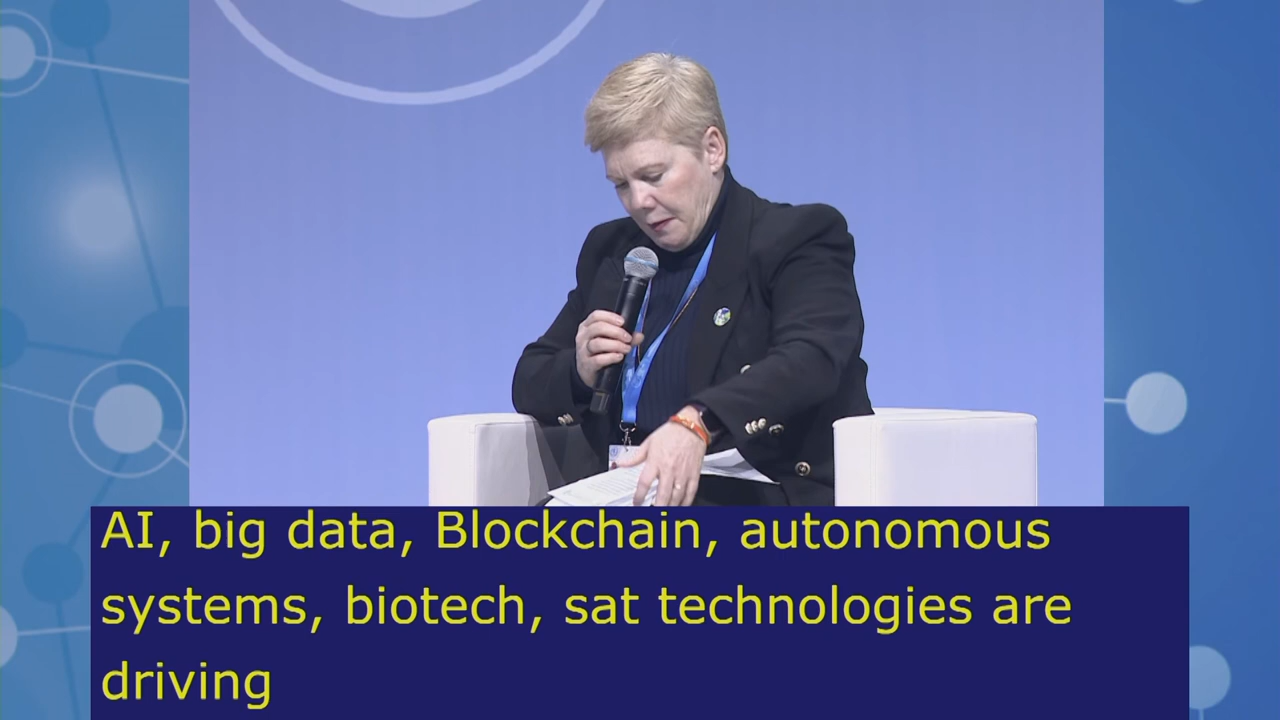 AI, big data, Blockchain, autonomous
systems, biotech, sat technologies are
driving